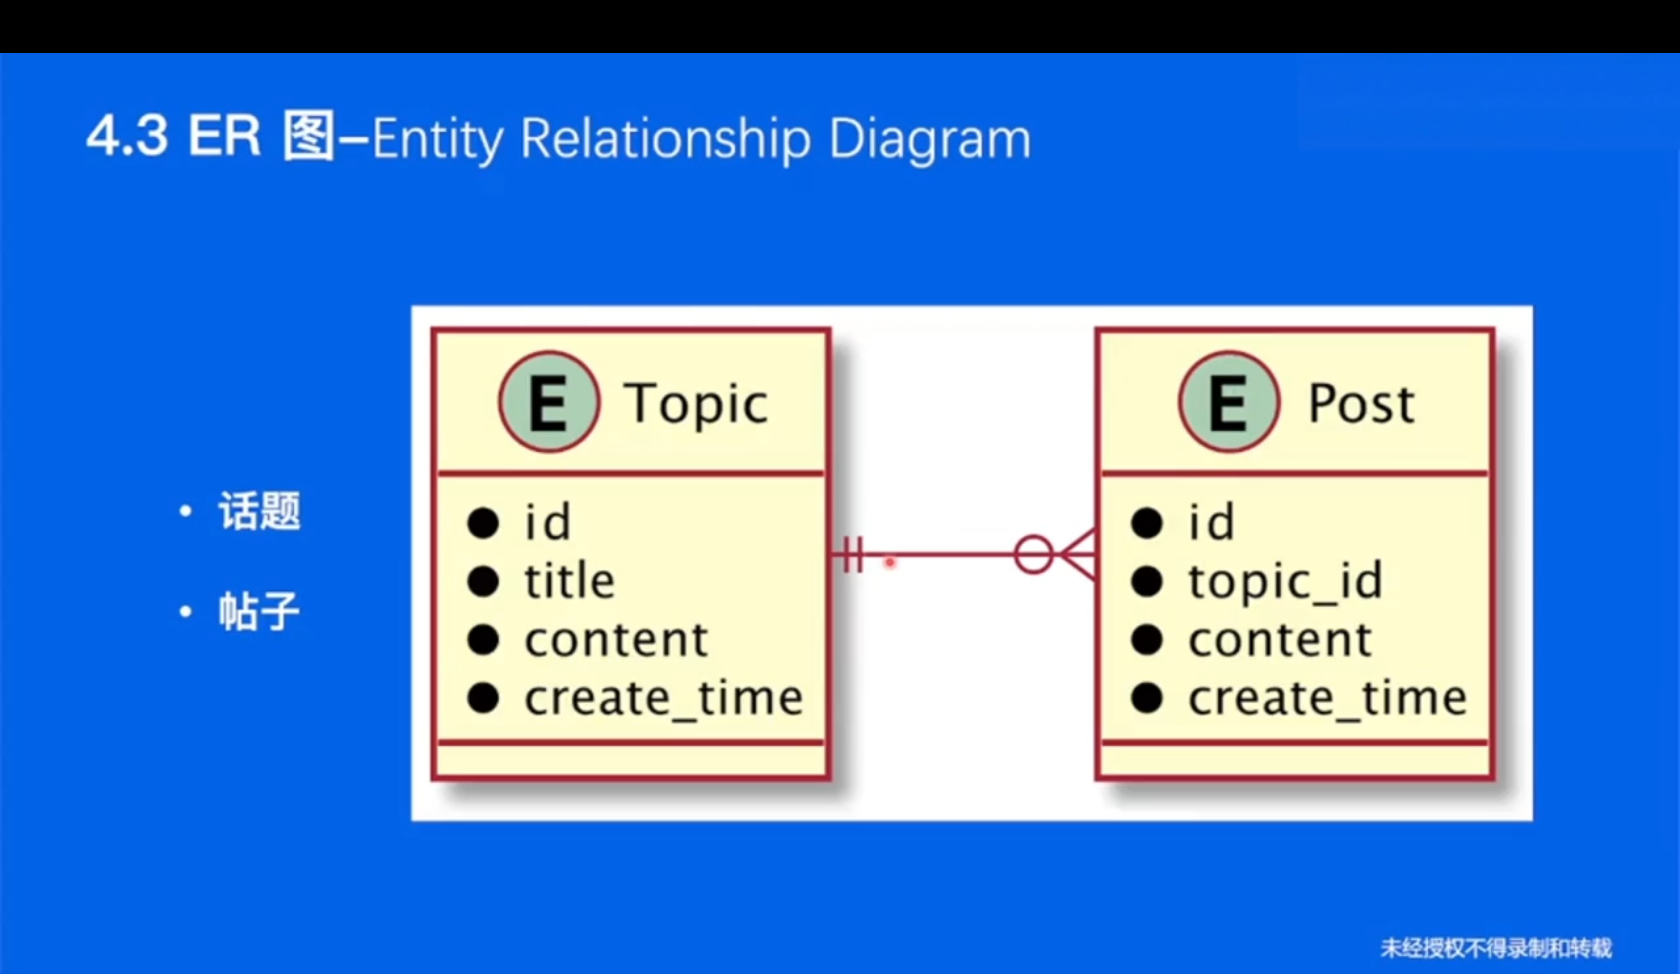 4.3 ER 图-Entity Relationship Diagram
• 话题
• 帖子
E Topic
id
title
content
create_time
E Post
id
topic_id
content
create_time
未经授权不得录制和转载